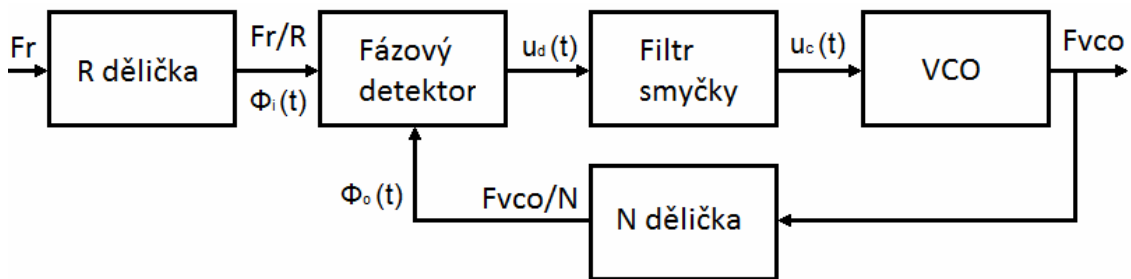 Fr
R dělička
Fr/R
Φi(t)
Fázový
detektor
ud(t)
Filtr
smyčky
uc(t)
VCO
Fvco
Φo(t)
Fvco/N
N dělička